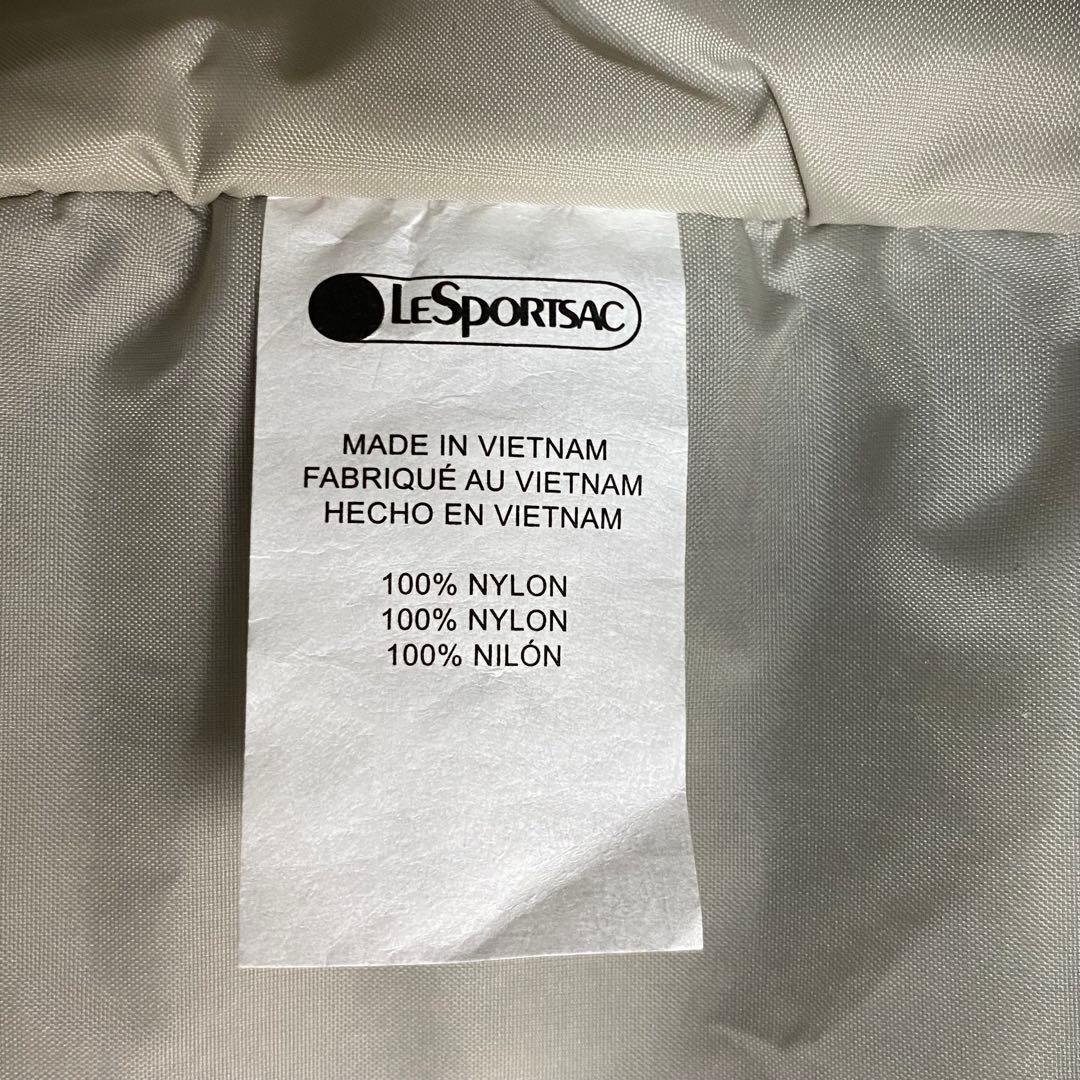 LESPORTSAC
MADE IN VIETNAM
FABRIQUÉ AU VIETNAM
HECHO EN VIETNAM
100% NYLON
100% NYLON
100% NILÓN